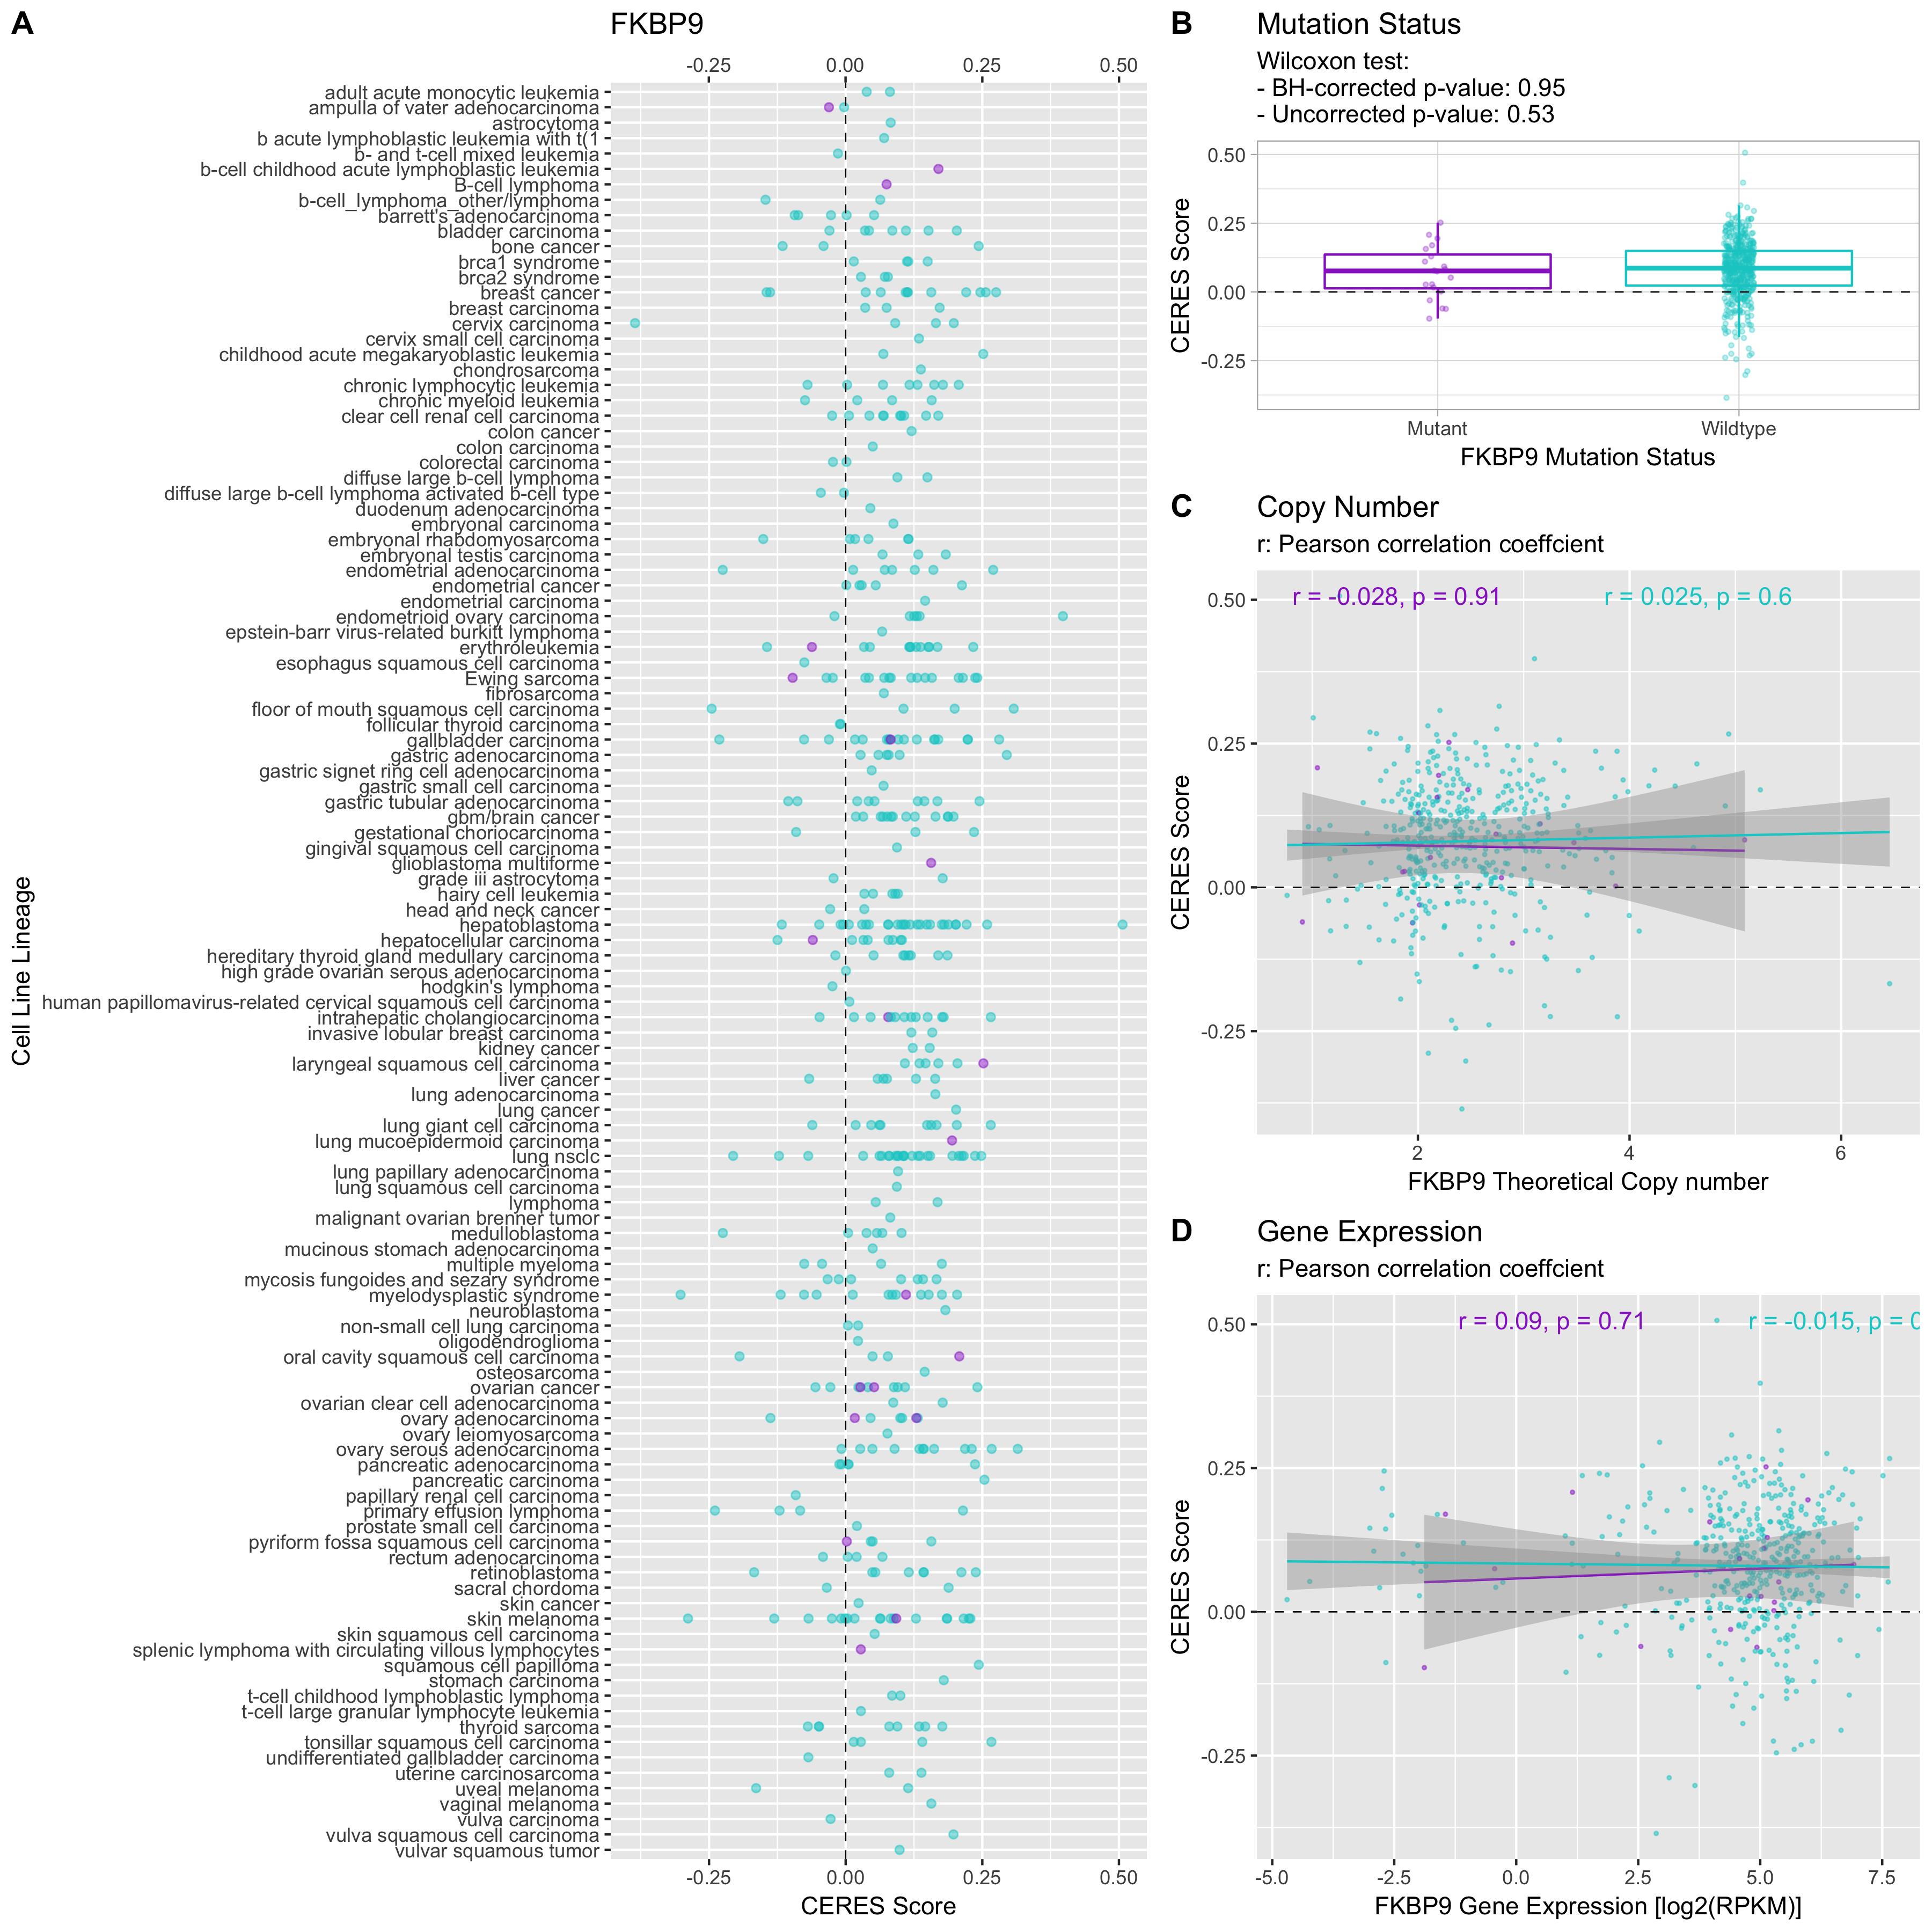 A
FKBP9
-0.25 0.00 0.25 0.50
adult acute monocytic leukemia
ampulla of vater adenocarcinoma
astrocytoma
b acute lymphoblastic leukemia with t(1
b- and t-cell mixed leukemia
b-cell childhood acute lymphoblastic leukemia
B-cell lymphoma
b-cell_lymphoma_other/lymphoma
barrett's adenocarcinoma
bladder carcinoma
bone cancer
brca1 syndrome
brca2 syndrome
breast cancer
breast carcinoma
cervix carcinoma
cervix small cell carcinoma
childhood acute megakaryoblastic leukemia
chondrosarcoma
chronic lymphocytic leukemia
chronic myeloid leukemia
clear cell renal cell carcinoma
colon cancer
colon carcinoma
colorectal carcinoma
diffuse large b-cell lymphoma
diffuse large b-cell lymphoma activated b-cell type
duodenum adenocarcinoma
embryonal carcinoma
embryonal rhabdomyosarcoma
embryonal testis carcinoma
endometrial adenocarcinoma
endometrial cancer
endometrial carcinoma
endometrioid ovary carcinoma
epstein-barr virus-related burkitt lymphoma
erythroleukemia
esophagus squamous cell carcinoma
Ewing sarcoma
fibrosarcoma
floor of mouth squamous cell carcinoma
follicular thyroid carcinoma
gallbladder carcinoma
gastric adenocarcinoma
gastric signet ring cell adenocarcinoma
gastric small cell carcinoma
gastric tubular adenocarcinoma
gbm/brain cancer
gestational choriocarcinoma
gingival squamous cell carcinoma
glioblastoma multiforme
grade iii astrocytoma
hairy cell leukemia
head and neck cancer
hepatoblastoma
hepatocellular carcinoma
hereditary thyroid gland medullary carcinoma
high grade ovarian serous adenocarcinoma
hodgkin's lymphoma
human papillomavirus-related cervical squamous cell carcinoma
intrahepatic cholangiocarcinoma
invasive lobular breast carcinoma
kidney cancer
laryngeal squamous cell carcinoma
liver cancer
lung adenocarcinoma
lung cancer
lung giant cell carcinoma
lung mucoepidermoid carcinoma
lung nsclc
lung papillary adenocarcinoma
lung squamous cell carcinoma
lymphoma
malignant ovarian brenner tumor
medulloblastoma
mucinous stomach adenocarcinoma
multiple myeloma
mycosis fungoides and sezary syndrome
myelodysplastic syndrome
neuroblastoma
non-small cell lung carcinoma
oligodendroglioma
oral cavity squamous cell carcinoma
osteosarcoma
ovarian cancer
ovarian clear cell adenocarcinoma
ovary adenocarcinoma
ovary leiomyosarcoma
ovary serous adenocarcinoma
pancreatic adenocarcinoma
pancreatic carcinoma
papillary renal cell carcinoma
primary effusion lymphoma
prostate small cell carcinoma
pyriform fossa squamous cell carcinoma
rectum adenocarcinoma
retinoblastoma
sacral chordoma
skin cancer
skin melanoma
skin squamous cell carcinoma
splenic lymphoma with circulating villous lymphocytes
squamous cell papilloma
stomach carcinoma
t-cell childhood lymphoblastic lymphoma
t-cell large granular lymphocyte leukemia
thyroid sarcoma
tonsillar squamous cell carcinoma
undifferentiated gallbladder carcinoma
uterine carcinosarcoma
uveal melanoma
vaginal melanoma
vulva carcinoma
vulva squamous cell carcinoma
vulvar squamous tumor
-0.25 0.00 0.25 0.50
CERES Score
Cell Line Lineage
B
Mutation Status
Wilcoxon test:
- BH-corrected p-value: 0.95
- Uncorrected p-value: 0.53
0.50
0.25
0.00
-0.25
CERES Score
Mutant Wildtype
FKBP9 Mutation Status
C
Copy Number
r: Pearson correlation coeffcient
r = -0.028, p = 0.91 r = 0.025, p = 0.6
0.50
0.25
0.00
-0.25
CERES Score
2 4 6
FKBP9 Theoretical Copy number
D
Gene Expression
r: Pearson correlation coeffcient
r = 0.09, p = 0.71 r = -0.015, p = 0
0.50
0.25
0.00
-0.25
CERES Score
-5.0 -2.5 0.0 2.5 5.0 7.5
FKBP9 Gene Expression [log2(RPKM)]